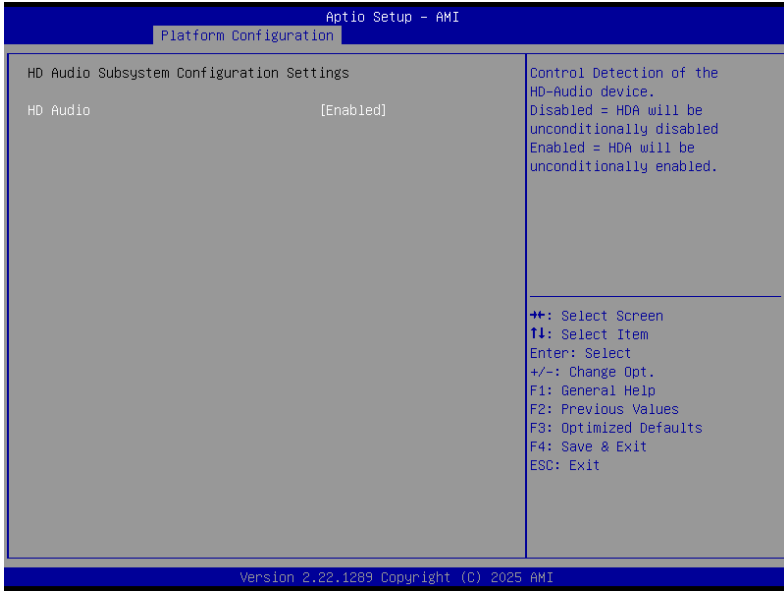 Aptio Setup – AMI
Platform Configuration
HD Audio Subsystem Configuration Settings
HD Audio [Enabled]
Control Detection of the
HD-Audio device.
Disabled = HDA will be
unconditionally disabled
Enabled = HDA will be
unconditionally enabled.
→←: Select Screen
↑↓: Select Item
Enter: Select
+/-: Change Opt.
F1: General Help
F2: Previous Values
F3: Optimized Defaults
F4: Save & Exit
ESC: Exit
Version 2.22.1289 Copyright (C) 2025 AMI